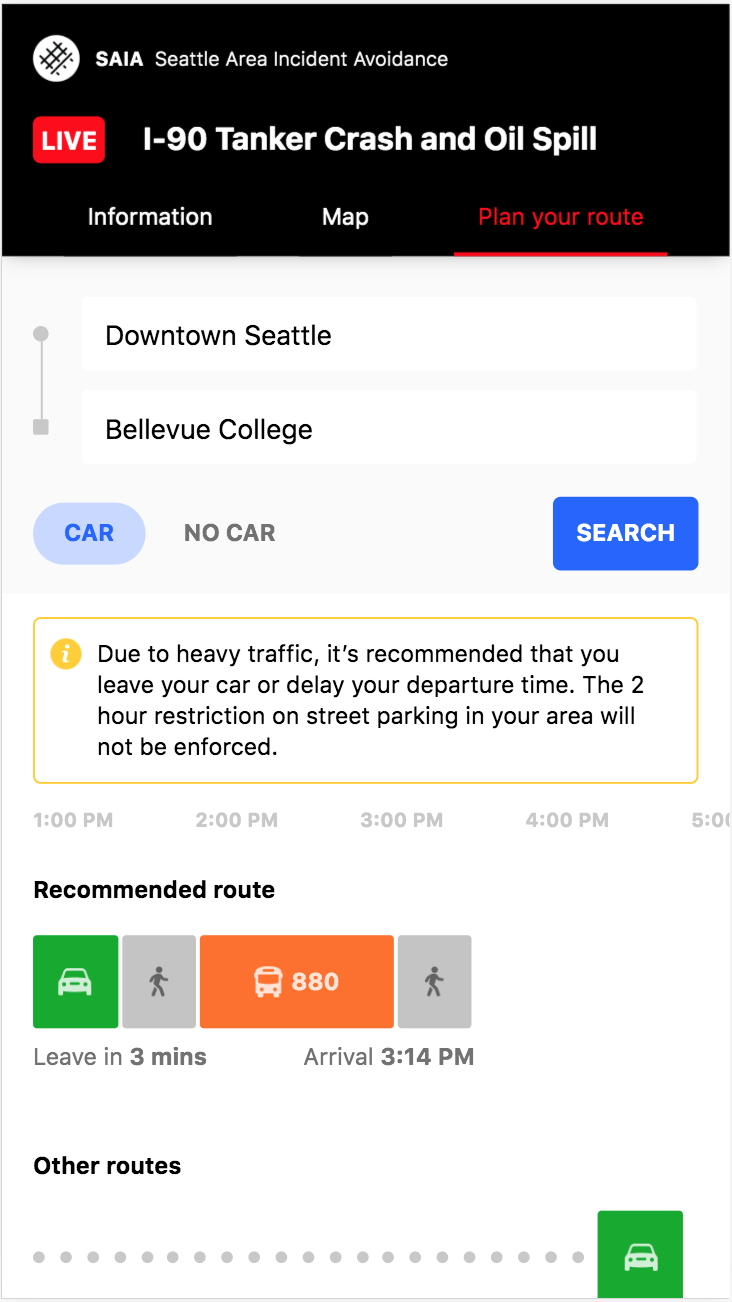 SAIA Seattle Area Incident Avoidance
LIVE I-90 Tanker Crash and Oil Spill
Information Map Plan your route
Downtown Seattle
Bellevue College
CAR NO CAR SEARCH
i Due to heavy traffic, it’s recommended that you
leave your car or delay your departure time. The 2
hour restriction on street parking in your area will
not be enforced.
1:00 PM 2:00 PM 3:00 PM 4:00 PM
Recommended route
880
Leave in 3 mins Arrival 3:14 PM
Other routes